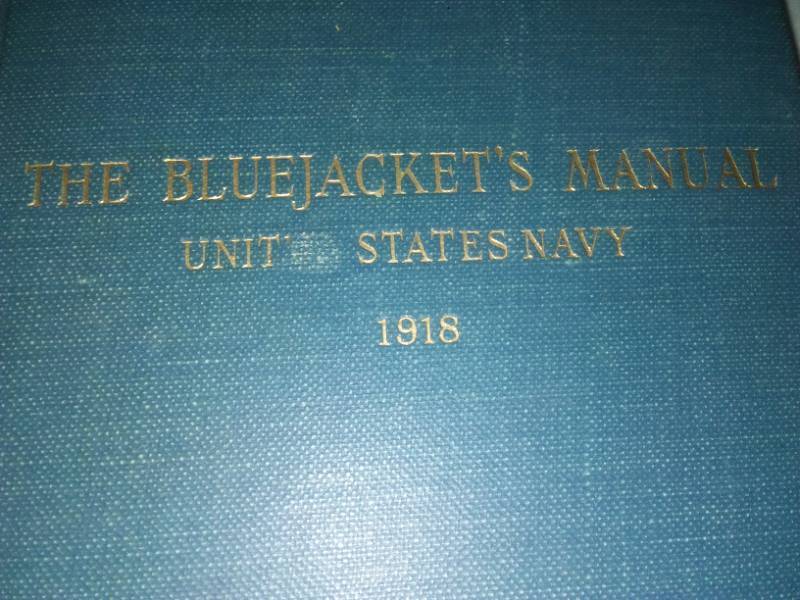 THE BLUEJACKET'S MANUAL
STATES NAVY
1918